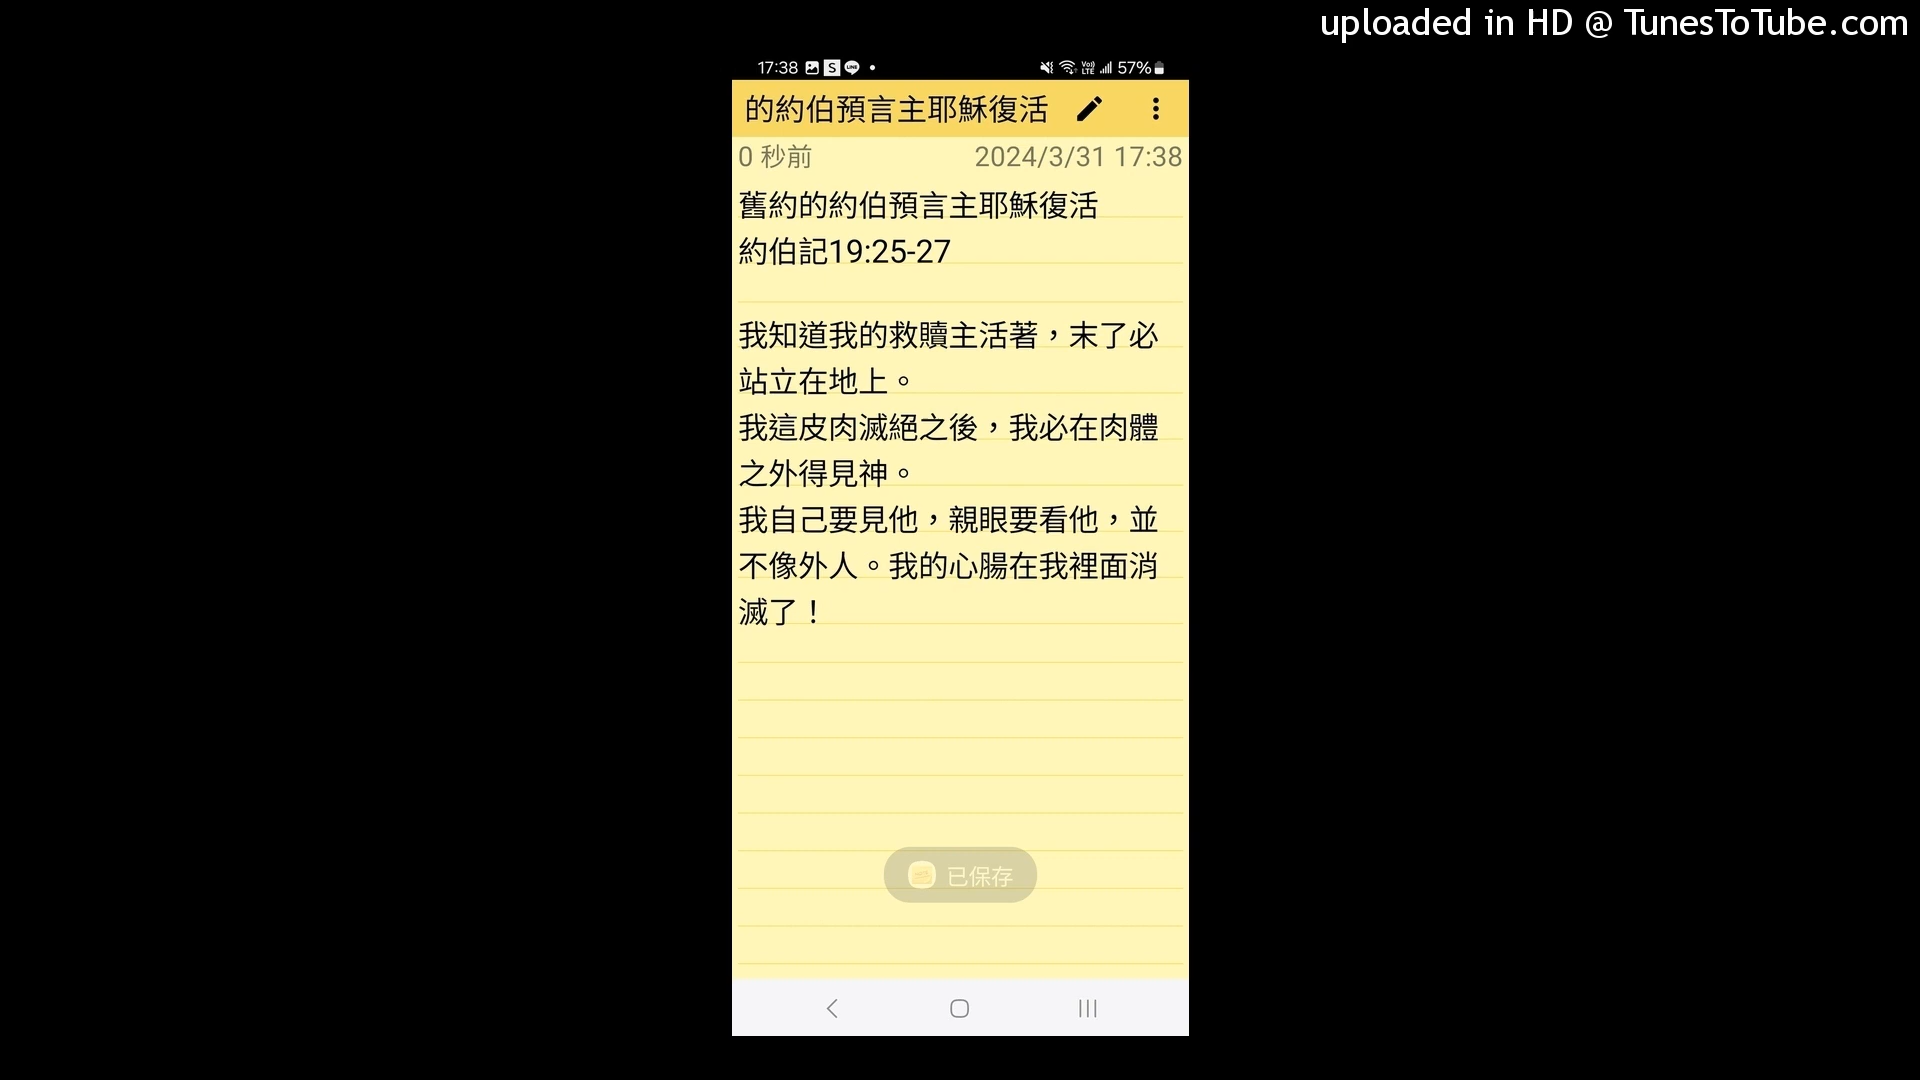 uploaded in HD @ TunesToTube.com
17:38 S LINE Vo) LTE 57%
的約伯預言主耶穌復活
0 秒前 2024/3/31 17:38
舊約的約伯預言主耶穌復活
約伯記19:25-27
我知道我的救贖主活著，末了必
站立在地上。
我這皮肉滅絕之後，我必在肉體
之外得見神。
我自己要見他，親眼要看他，並
不像外人。我的心腸在我裡面消
滅了！
已保存